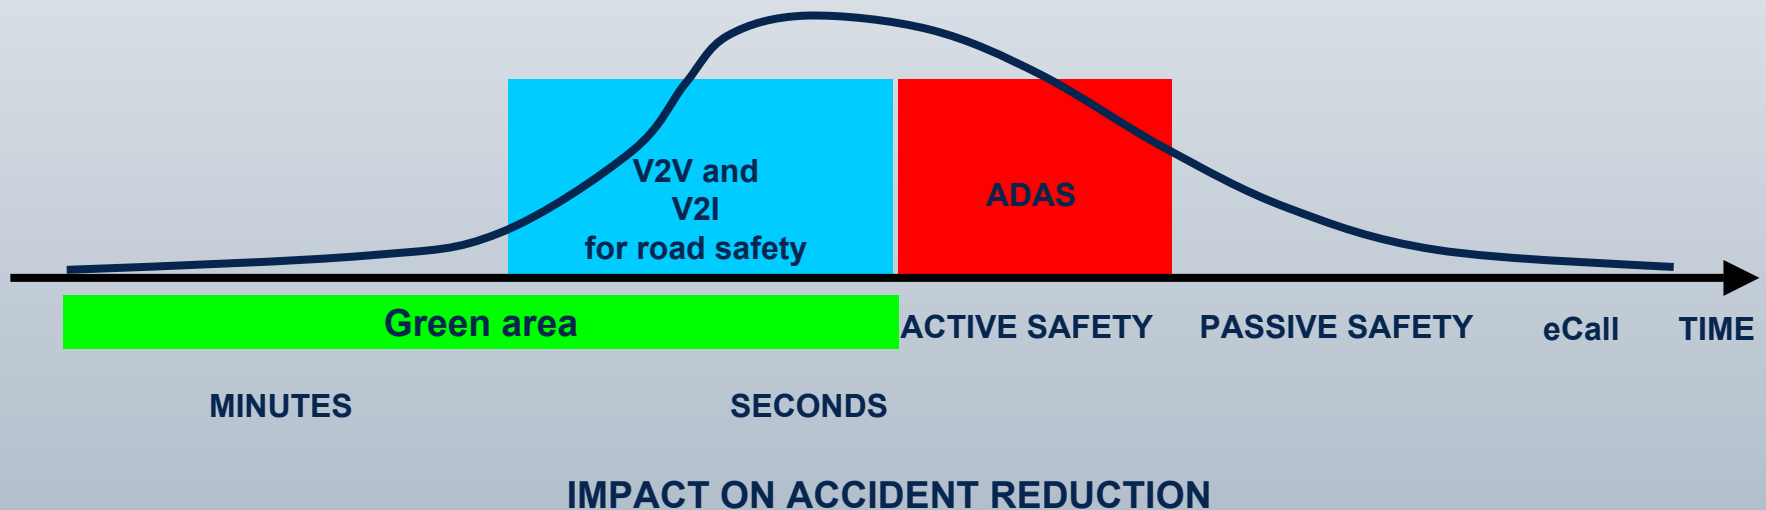 V2V and
V2I
for road safety
ADAS
Green area
ACTIVE SAFETY
PASSIVE SAFETY
eCall
TIME
MINUTES
SECONDS
IMPACT ON ACCIDENT REDUCTION